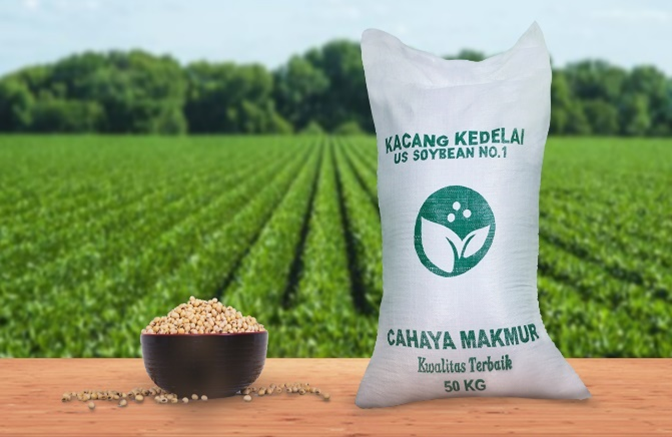 KACANG KEDELAI
US SOYBEAN NO.1
CAHAYA MAKMUR
Kwalitas Terbaik
50 KG